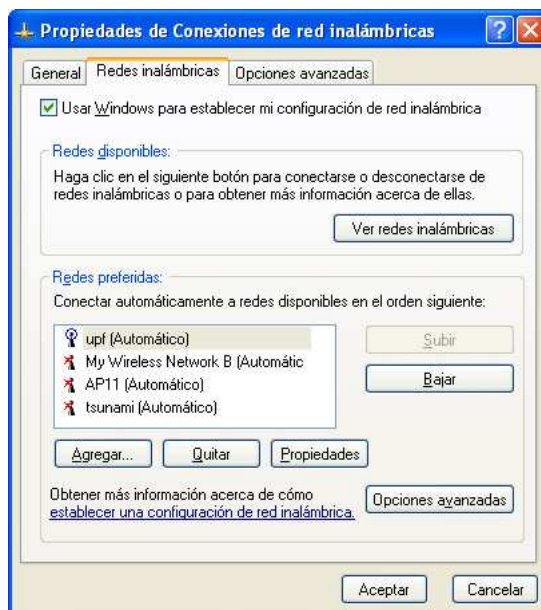 Propiedades de Conexiones de red inalámbricas
General Redes inalámbricas Opciones avanzadas
Usar Windows para establecer mi configuración de red inalámbrica
Redes disponibles:
Haga clic en el siguiente botón para conectarse o desconectarse de
redes inalámbricas o para obtener más información acerca de ellas.
Ver redes inalámbricas
Redes preferidas:
Conectar automáticamente a redes disponibles en el orden siguiente:
upf (Automático)
My Wireless Network B (Automátic
AP11 (Automático)
tsunami (Automático)
Subir
Bajar
Agregar... Quitar Propiedades
Obtener más información acerca de cómo
establecer una configuración de red inalámbrica.
Opciones avanzadas
Aceptar Cancelar